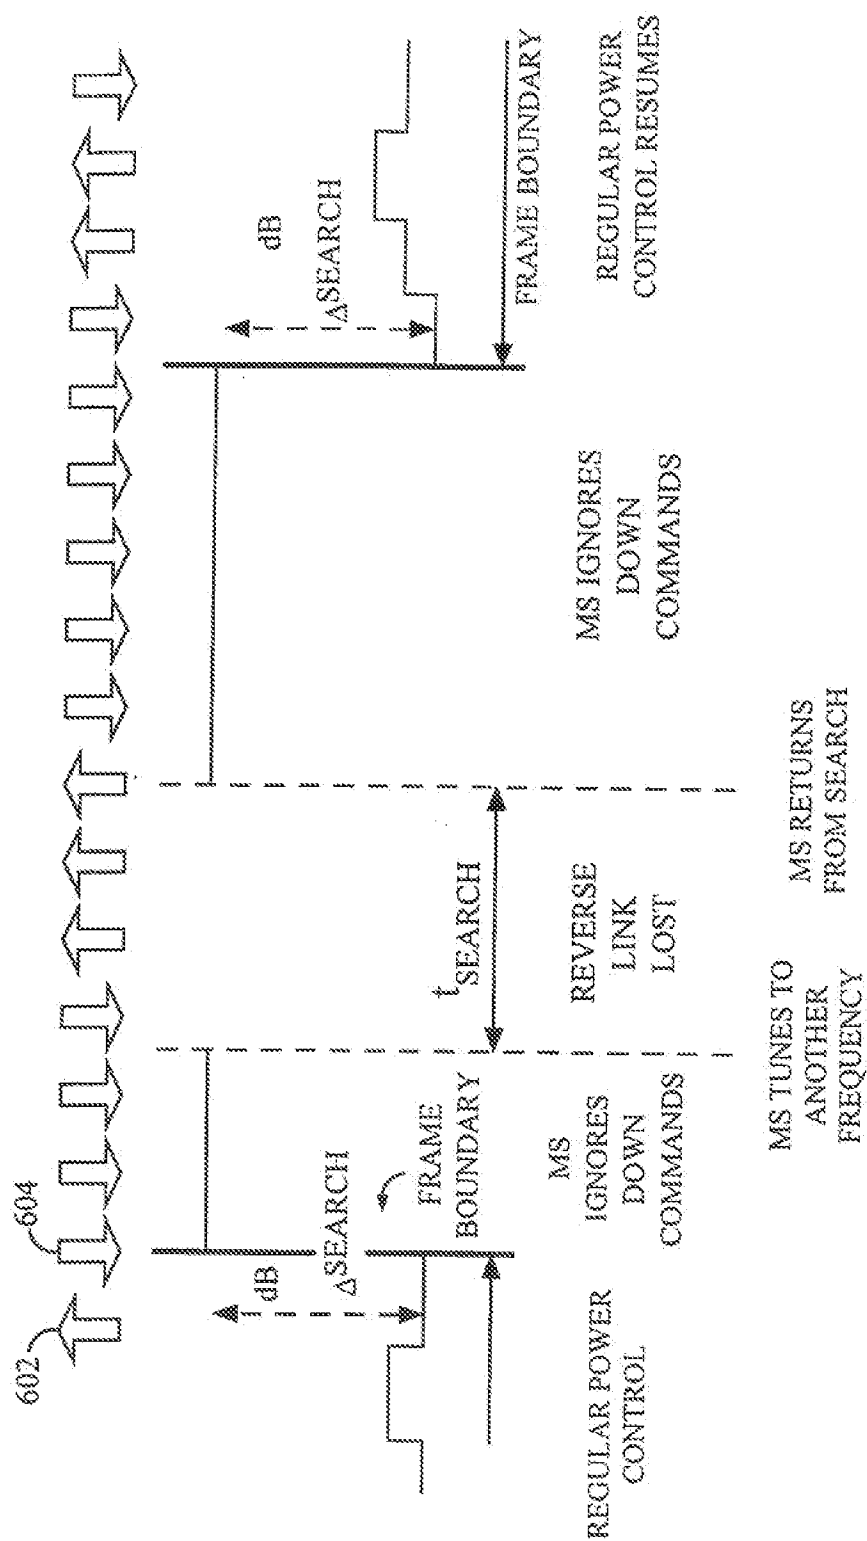 602
604
dB
ΔSEARCH
FRAME
BOUNDARY
tSEARCH
dB
ΔSEARCH
FRAME BOUNDARY
REGULAR POWER
CONTROL
MS
IGNORES
DOWN
COMMANDS
REVERSE
LINK
LOST
MS IGNORES
DOWN
COMMANDS
REGULAR POWER
CONTROL RESUMES
MS TUNES TO
ANOTHER
FREQUENCY
MS RETURNS
FROM SEARCH